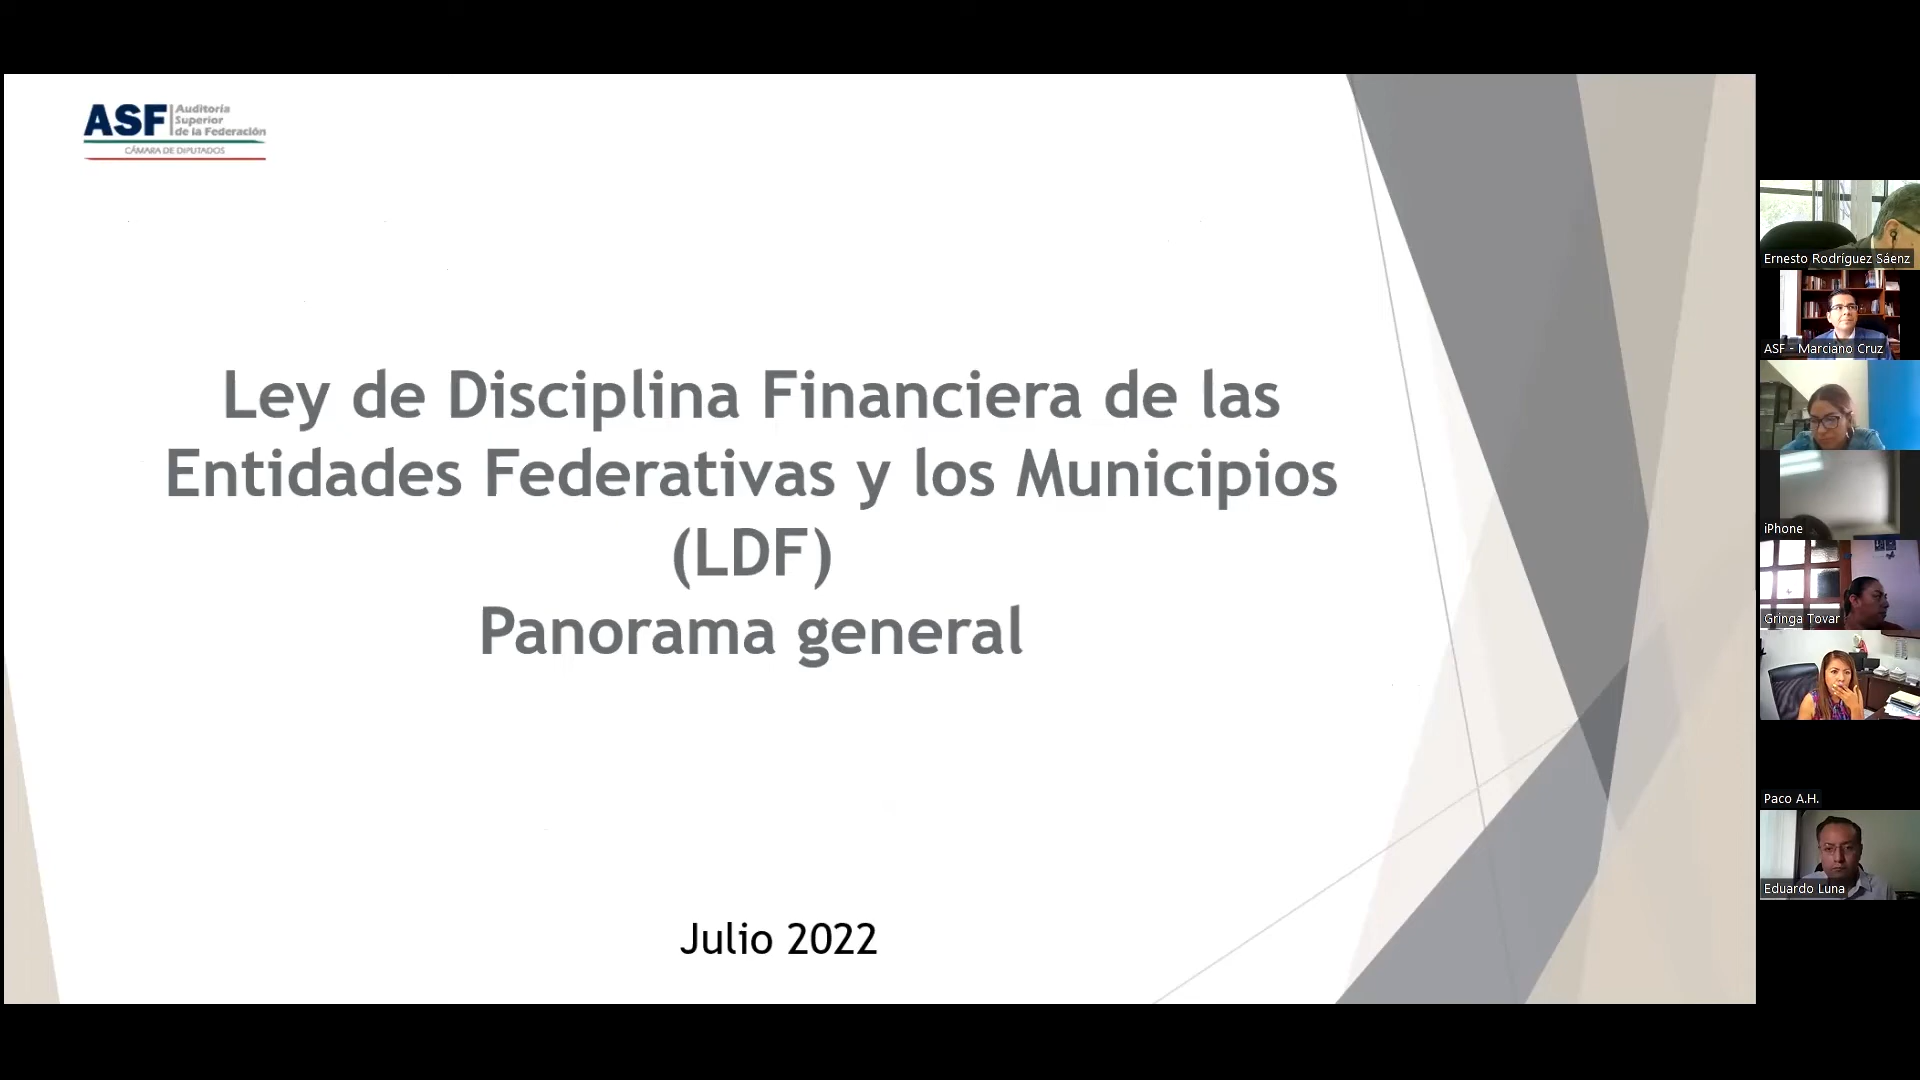 ASF
Auditoría
Superior
de la Federación
CÁMARA DE DIPUTADOS
Ley de Disciplina Financiera de las
Entidades Federativas y los Municipios
(LDF)
Panorama general
Julio 2022
Ernesto Rodríguez Sáenz
ASF - Marciano Cruz
iPhone
Gringa Tovar
Paco A.H.
Eduardo Luna